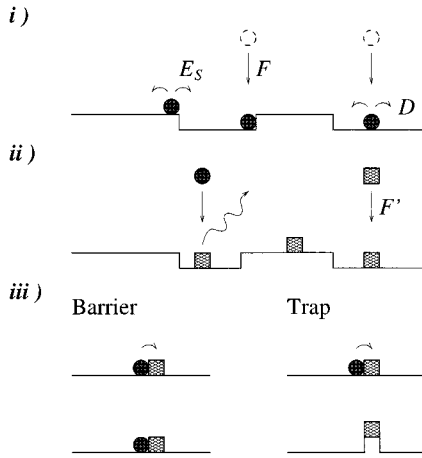 i )
E_S F D
ii )
F'
iii )
Barrier Trap